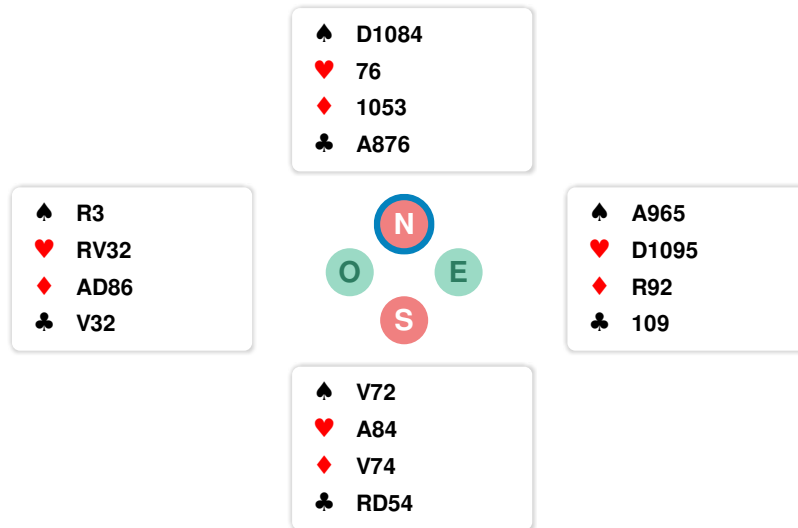 ♠ D1084
♥ 76
♦ 1053
♣ A876
♠ R3
♥ RV32
♦ AD86
♣ V32
N
O E
S
♠ A965
♥ D1095
♦ R92
♣ 109
♠ V72
♥ A84
♦ V74
♣ RD54